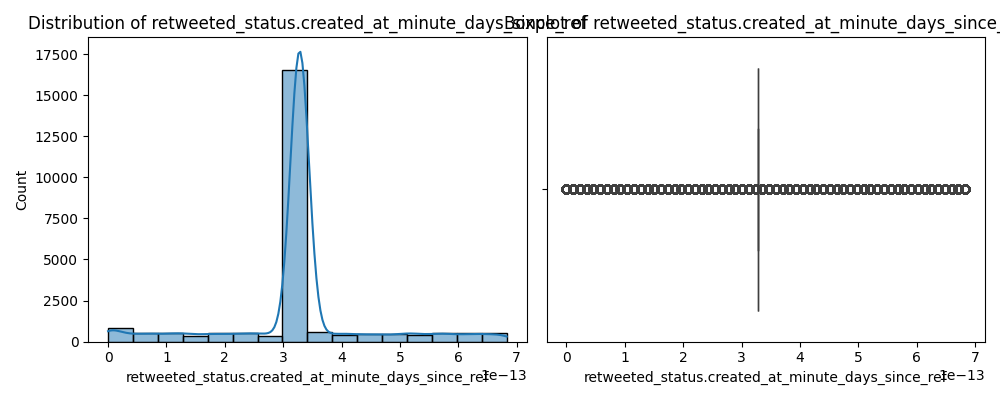 Distribution of retweeted_status.created_at_minute_days_since_ref
Boxplot of retweeted_status.created_at_minute_days_since_
17500
15000
12500
10000
7500
5000
2500
0
Count
0 1 2 3 4 5 6 7
1e−13
retweeted_status.created_at_minute_days_since_ref
0 1 2 3 4 5 6 7
1e−13
retweeted_status.created_at_minute_days_since_ref